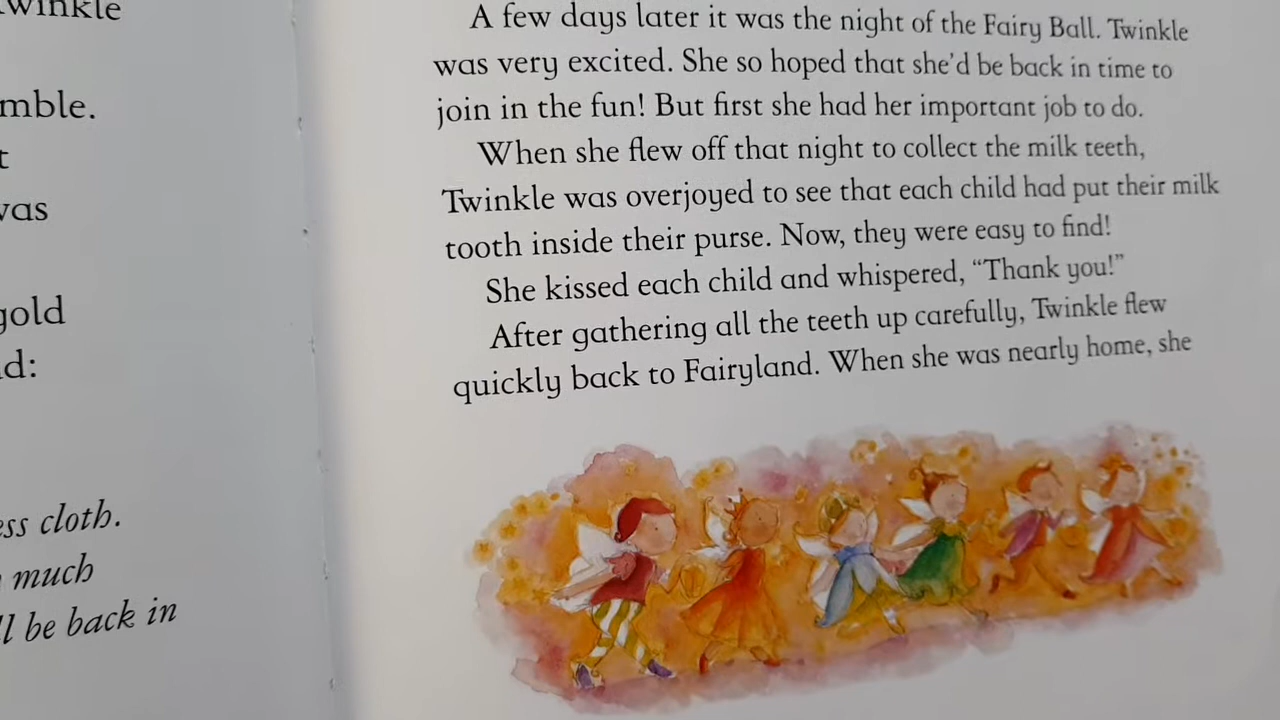 mble.
gold
ess cloth.
much
be back in
A few days later it was the night of the Fairy Ball. Twinkle
was very excited. She so hoped that she'd be back in time to
join in the fun! But first she had her important job to do.
When she flew off that night to collect the milk teeth,
Twinkle was overjoyed to see that each child had put their milk
tooth inside their purse. Now, they were easy to find!
She kissed each child and whispered, “Thank you!”
After gathering all the teeth up carefully, Twinkle flew
quickly back to Fairyland. When she was nearly home, she